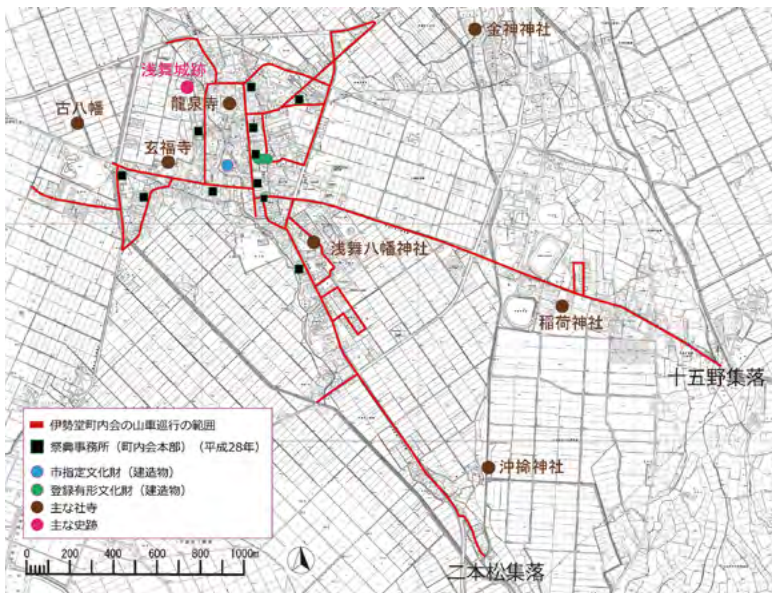 金神神社
浅舞城跡
龍泉寺
古八幡
玄福寺
浅舞八幡神社
稲荷神社
十五野集落
沖掵神社
二本松集落
伊勢堂町内会の山車巡行の範囲
祭典事務所（町内会本部）（平成28年）
市指定文化財（建造物）
登録有形文化財（建造物）
主な社寺
主な史跡
0 200 400 600 800 1000m